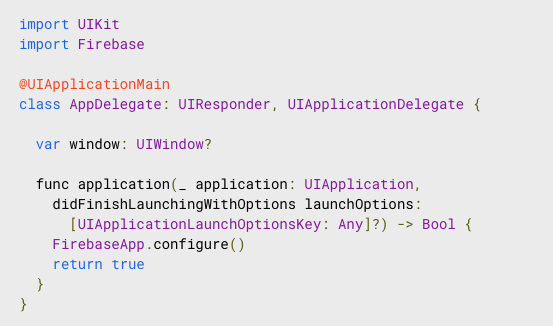 import UIKit
import Firebase
@UIApplicationMain
class AppDelegate: UIResponder, UIApplicationDelegate {
var window: UIWindow?
func application(_ application: UIApplication,
didFinishLaunchingWithOptions launchOptions:
[UIApplicationLaunchOptionsKey: Any]?) -> Bool {
FirebaseApp.configure()
return true
}
}